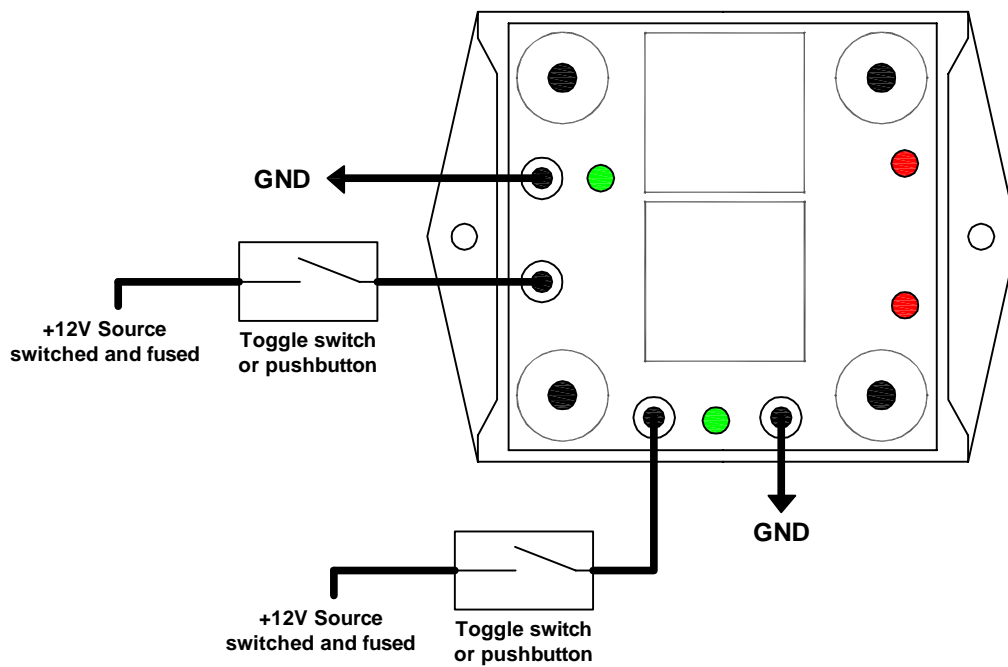 GND
+12V Source
switched and fused
Toggle switch
or pushbutton
GND
+12V Source
switched and fused
Toggle switch
or pushbutton